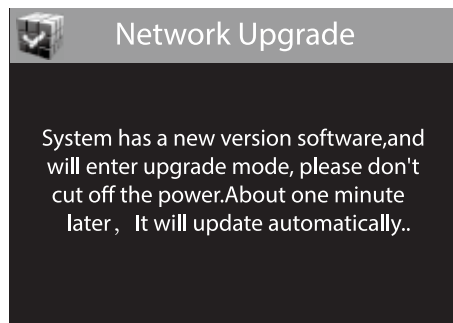 Network Upgrade
System has a new version software,and
will enter upgrade mode, please don't
cut off the power.About one minute
later，It will update automatically..